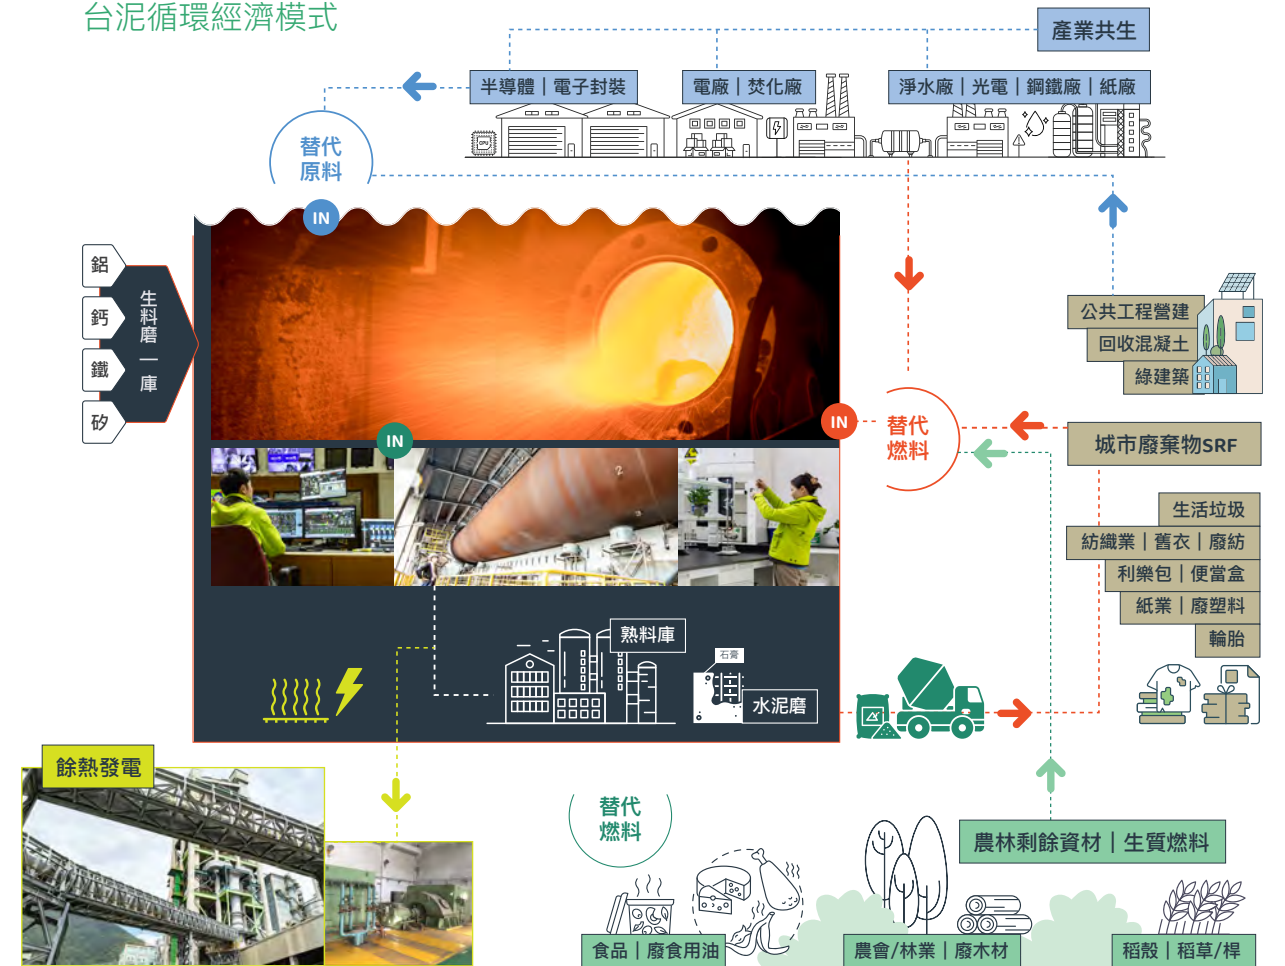 台泥循環經濟模式
產業共生
半導體｜電子封裝
電廠｜焚化廠
淨水廠｜光電｜鋼鐵廠｜紙廠
替代
原料
CPU
IN
鋁
鈣
鐵
矽
生料磨｜庫
公共工程營建
回收混凝土
綠建築
IN
替代
燃料
IN
城市廢棄物SRF
2
生活垃圾
紡織業｜舊衣｜廢紡
利樂包｜便當盒
紙業｜廢塑料
輪胎
熟料庫
石膏
水泥磨
餘熱發電
替代
燃料
農林剩餘資材｜生質燃料
食品｜廢食用油
農會/林業｜廢木材
稻殼｜稻草/桿